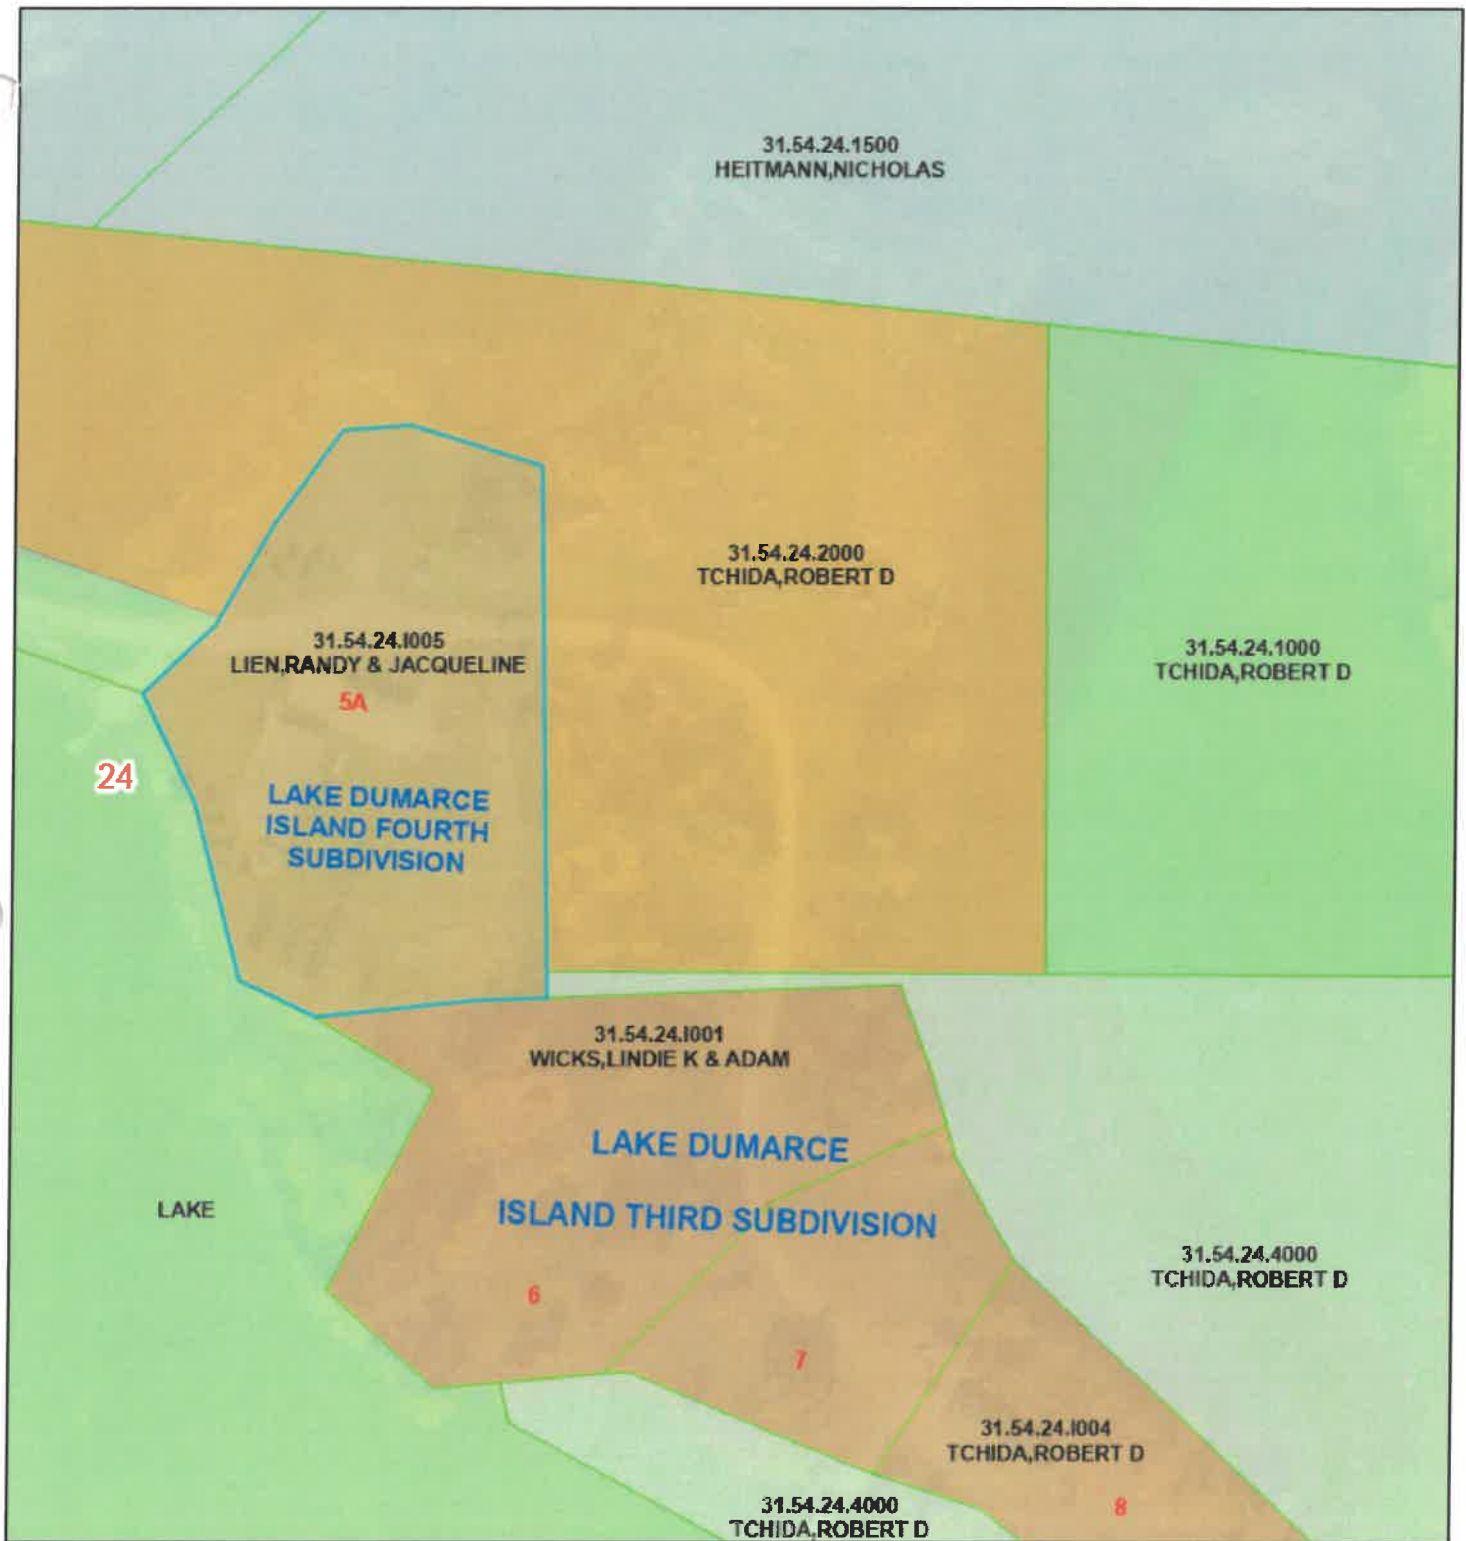 31.54.24.1500
HEITMANN,NICHOLAS
31.54.24.2000
TCHIDA,ROBERT D
31.54.24.I005
LIEN,RANDY & JACQUELINE
5A
31.54.24.1000
TCHIDA,ROBERT D
24
LAKE DUMARCE
ISLAND FOURTH
SUBDIVISION
31.54.24.I001
WICKS,LINDIE K & ADAM
LAKE DUMARCE
ISLAND THIRD SUBDIVISION
LAKE
31.54.24.4000
TCHIDA,ROBERT D
6
7
31.54.24.I004
TCHIDA,ROBERT D
8
31.54.24.4000
TCHIDA,ROBERT D